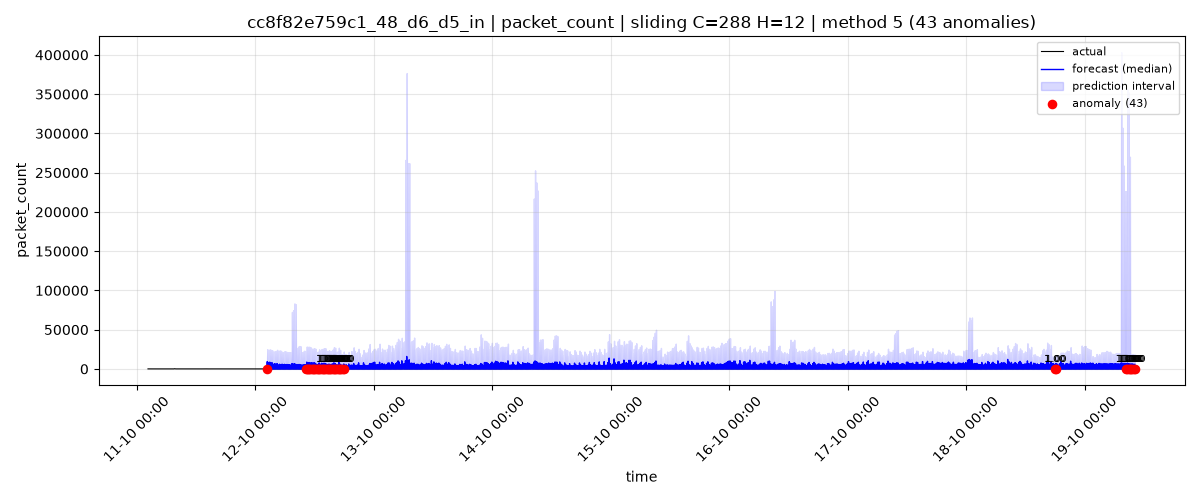 cc8f82e759c1_48_d6_d5_in | packet_count | sliding C=288 H=12 | method 5 (43 anomalies)
actual
forecast (median)
prediction interval
anomaly (43)
packet_count
400000
350000
300000
250000
200000
150000
100000
50000
0
1.00
11-10 00:00
12-10 00:00
13-10 00:00
14-10 00:00
15-10 00:00
16-10 00:00
17-10 00:00
18-10 00:00
19-10 00:00
time